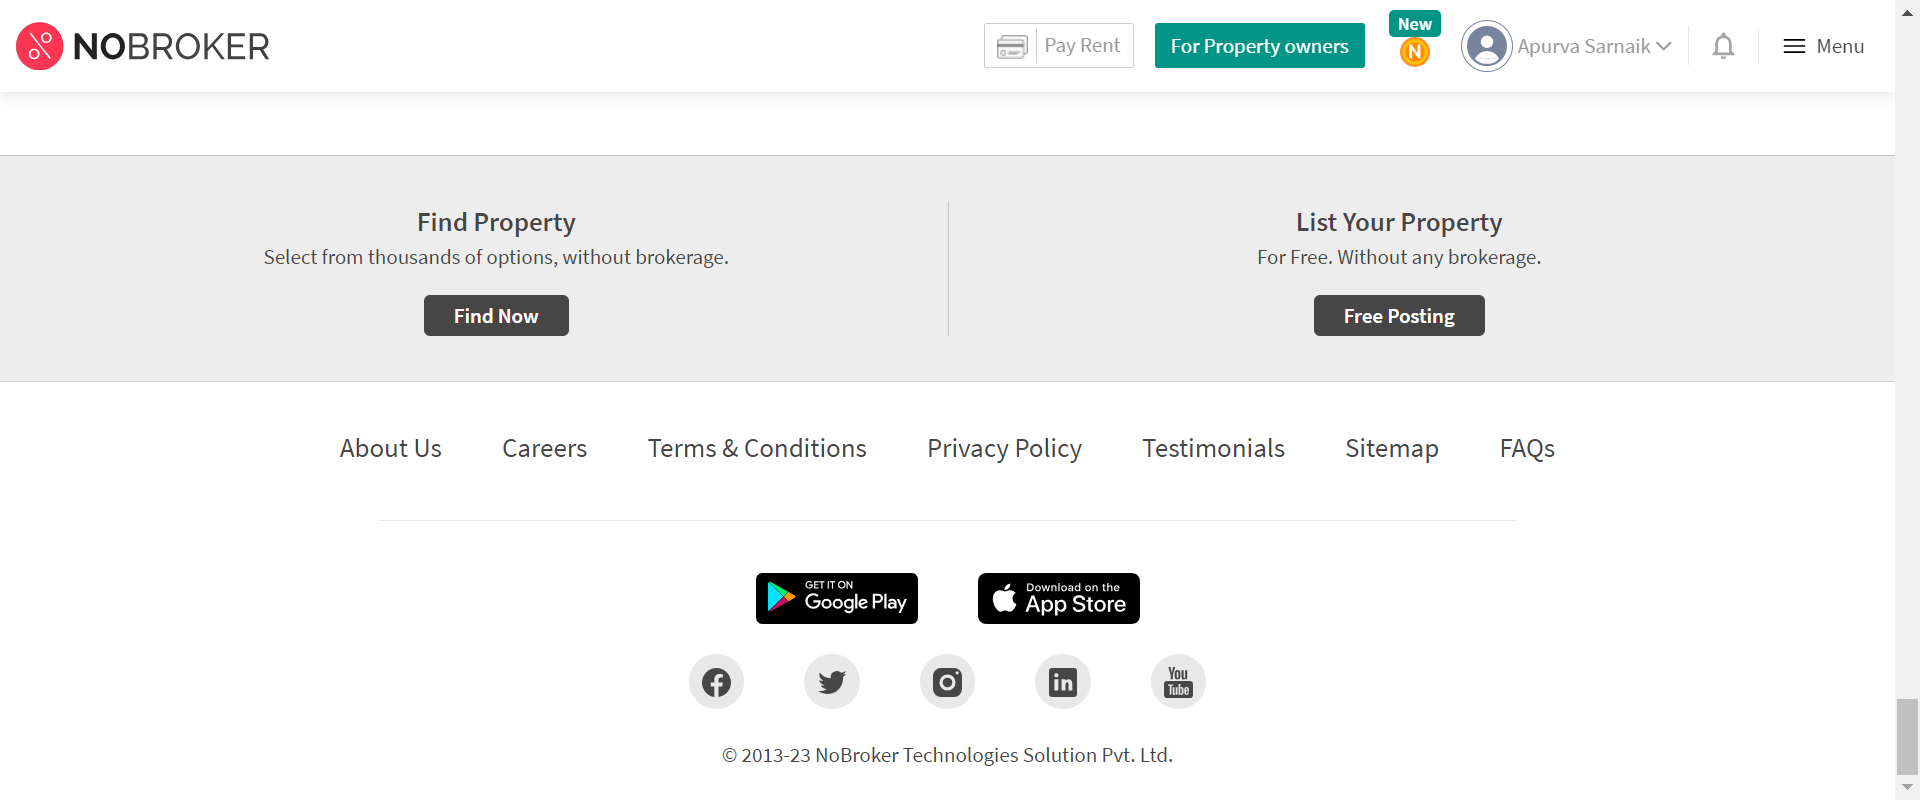 NOBROKER
Pay Rent
For Property owners
New
N
Apurva Sarnaik
Menu
Find Property
Select from thousands of options, without brokerage.
Find Now
List Your Property
For Free. Without any brokerage.
Free Posting
About Us
Careers
Terms & Conditions
Privacy Policy
Testimonials
Sitemap
FAQs
GET IT ON
Google Play
Download on the
App Store
in
You
Tube
© 2013-23 NoBroker Technologies Solution Pvt. Ltd.